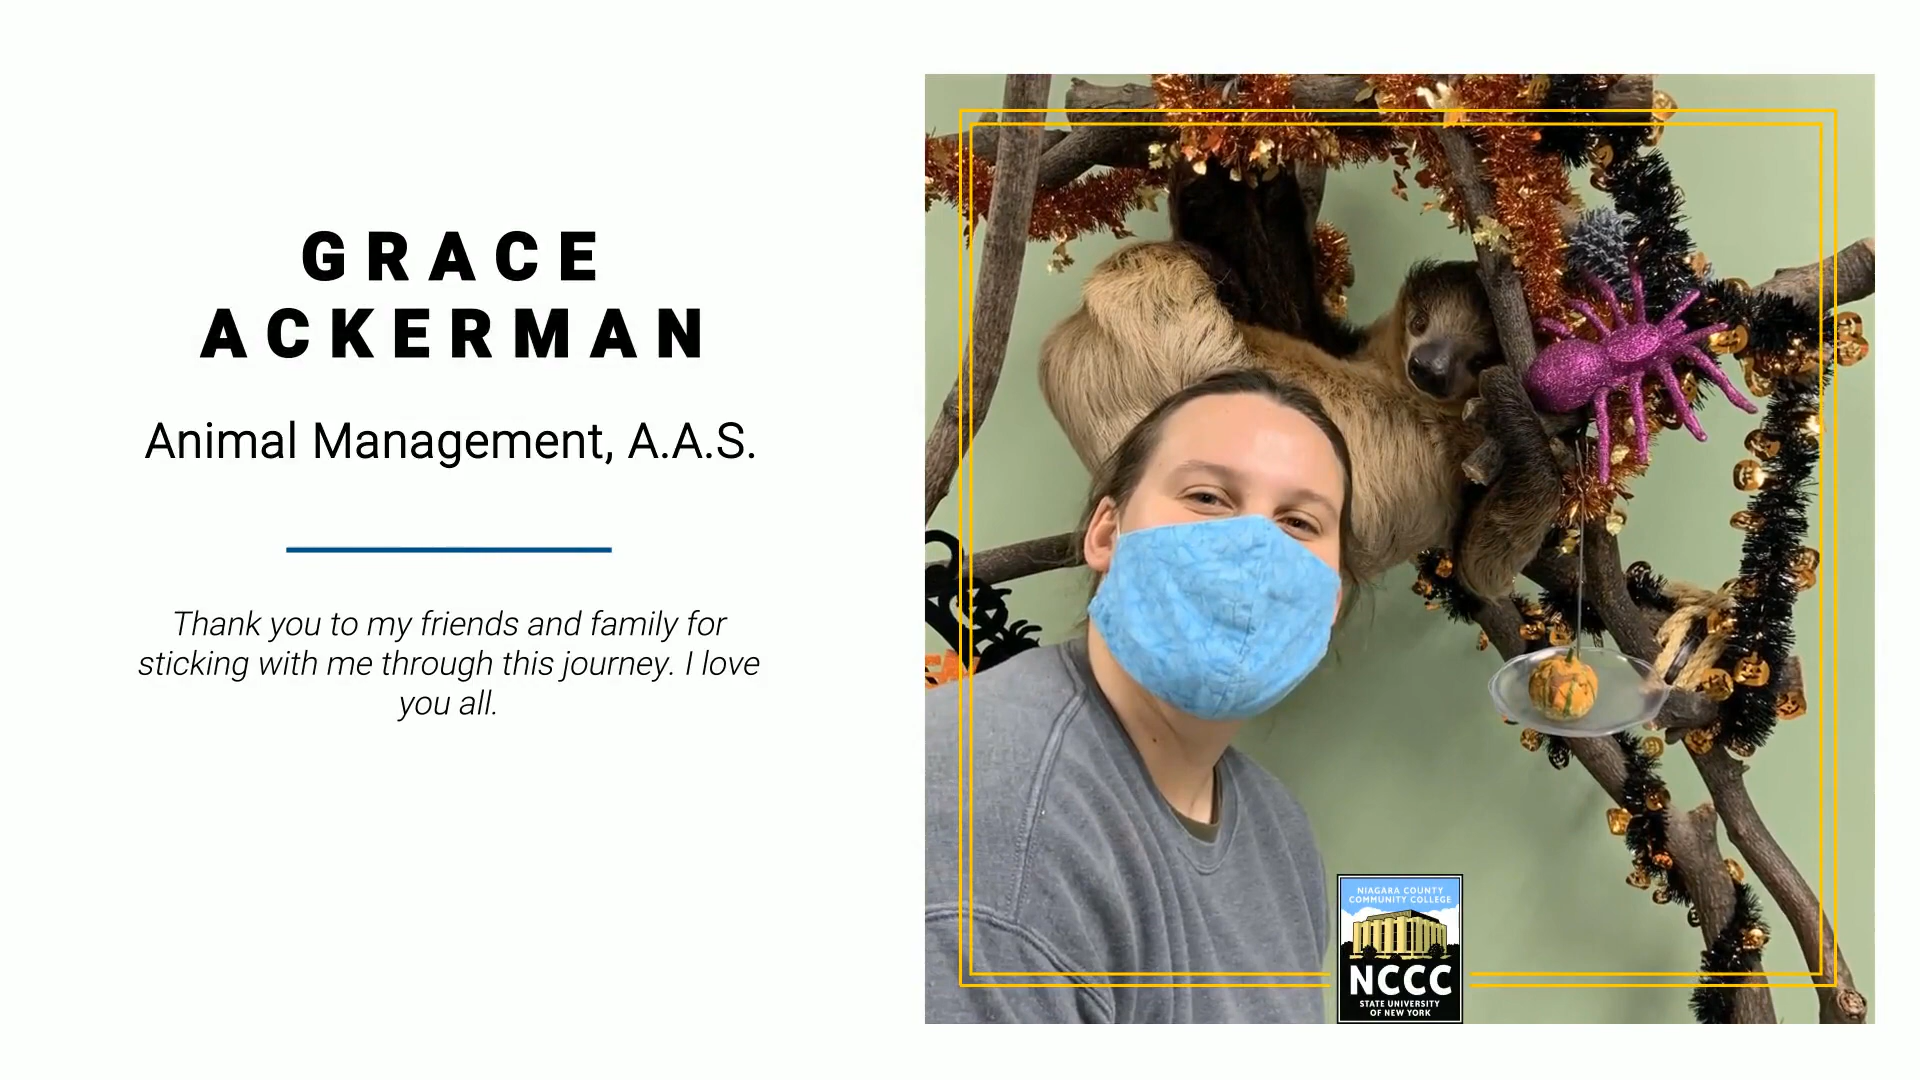 GRACE
ACKERMAN
Animal Management, A.A.S.
Thank you to my friends and family for
sticking with me through this journey. I love
you all.
NIAGARA COUNTY
COMMUNITY COLLEGE
NCCC
STATE UNIVERSITY
OF NEW YORK